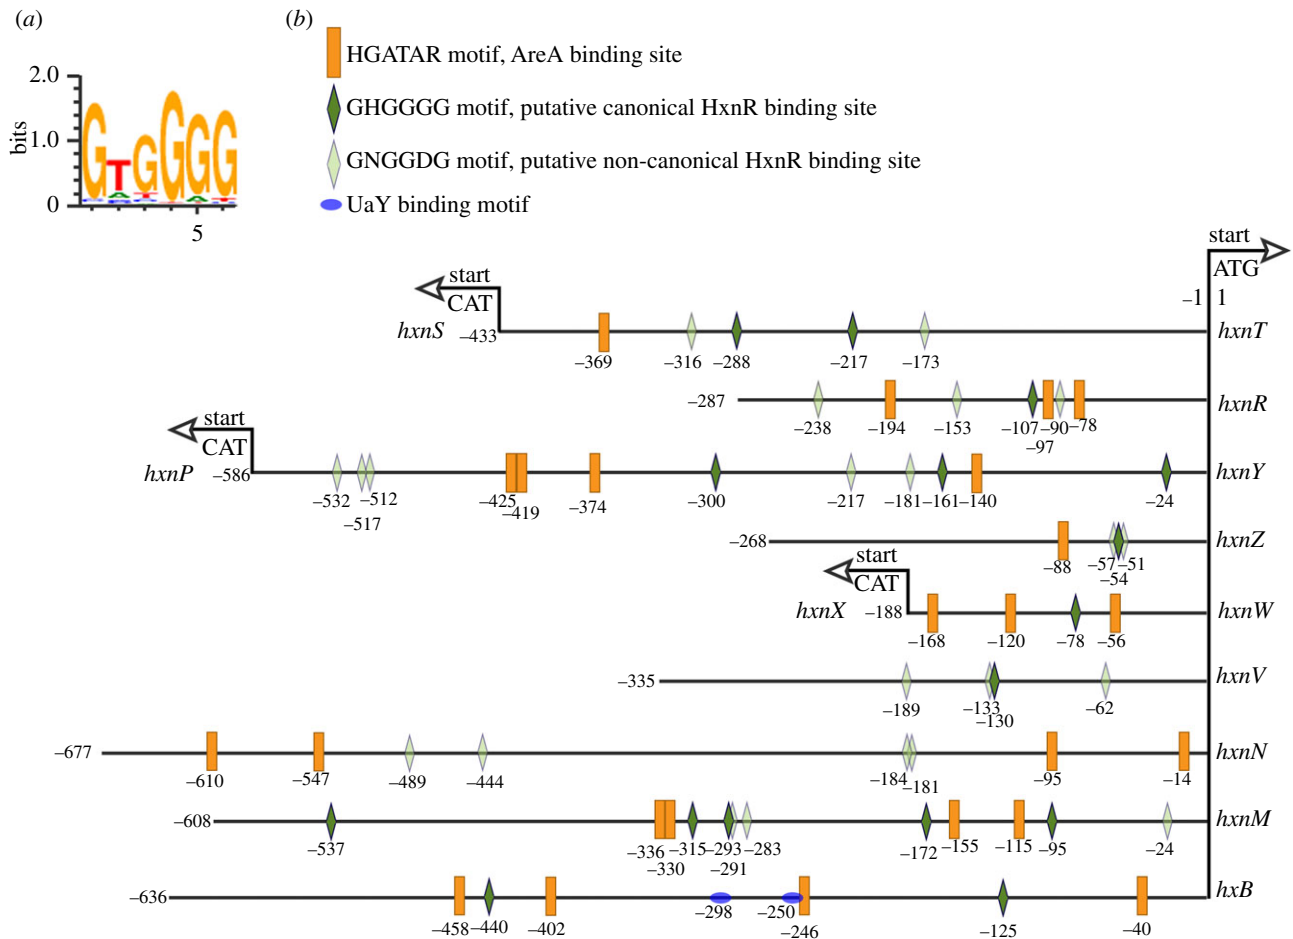 (a)
(b)
HGATAR motif, AreA binding site
GHGGGG motif, putative canonical HxnR binding site
GNGGDG motif, putative non-canonical HxnR binding site
UaY binding motif
2.0
1.0
0
bits
GTGGGG
5
start
ATG
–1 1
start
CAT
hxnS –433 hxnT
–369 –316 –288 –217 –173
–287 hxnR
–238 –194 –153 –107 –90 –78
–97
start
CAT
hxnP –586 hxnY
–532 –512 –425 –374 –300 –217 –181 –161 –140 –24
–517 –419
–268 hxnZ
–88 –57 –51
–54
start
CAT
hxnX –188 hxnW
–168 –120 –78 –56
–335 hxnV
–189 –133 –62
–130
–677 hxnN
–610 –547 –489 –444 –184 –95 –14
–181
–608 hxnM
–537 –336 –315 –293 –283 –172 –155 –115 –95 –24
–330 –291
–636 hxB
–458 –440 –402 –298 –250 –125 –40
–246